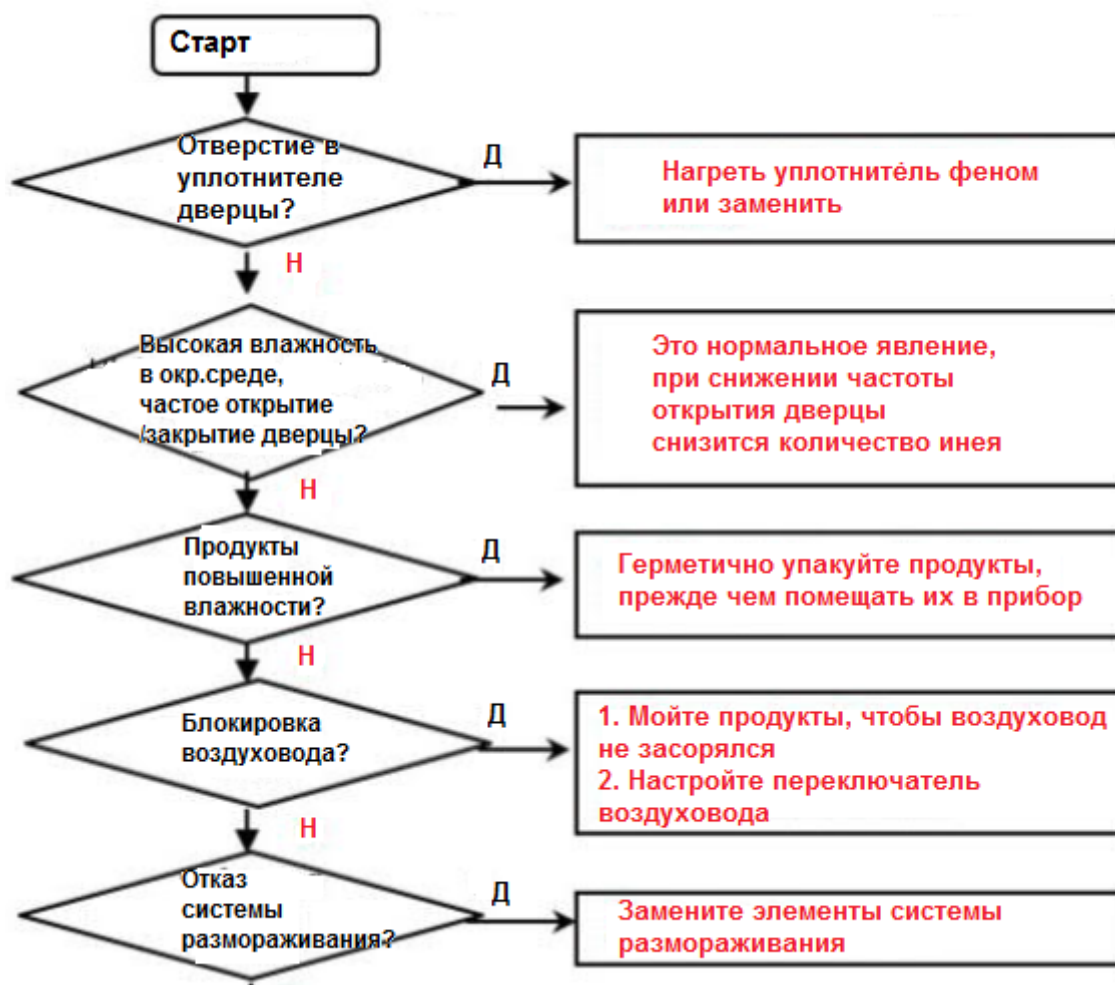 Старт
Отверстие в
уплотнителе
дверцы?
Д
Нагреть уплотнитель феном
или заменить
Н
Высокая влажность
в окр.среде,
частое открытие
/закрытие дверцы?
Д
Это нормальное явление,
при снижении частоты
открытия дверцы
снизится количество инея
Н
Продукты
повышенной
влажности?
Д
Герметично упакуйте продукты,
прежде чем помещать их в прибор
Н
Блокировка
воздуховода?
Д
1. Мойте продукты, чтобы воздуховод
не засорялся
2. Настройте переключатель
воздуховода
Н
Отказ
системы
размораживания?
Д
Замените элементы системы
размораживания